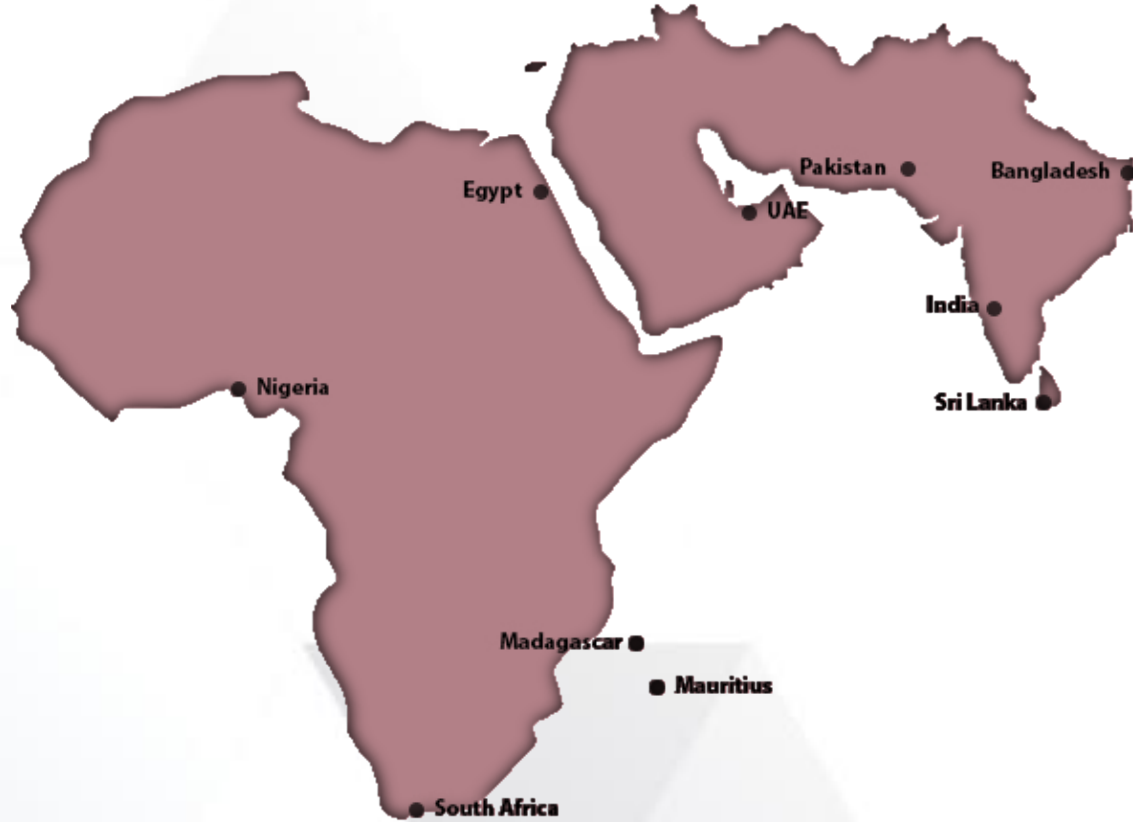 Pakistan
Bangladesh
Egypt
UAE
India
Nigeria
Sri Lanka
Madagascar
Mauritius
South Africa